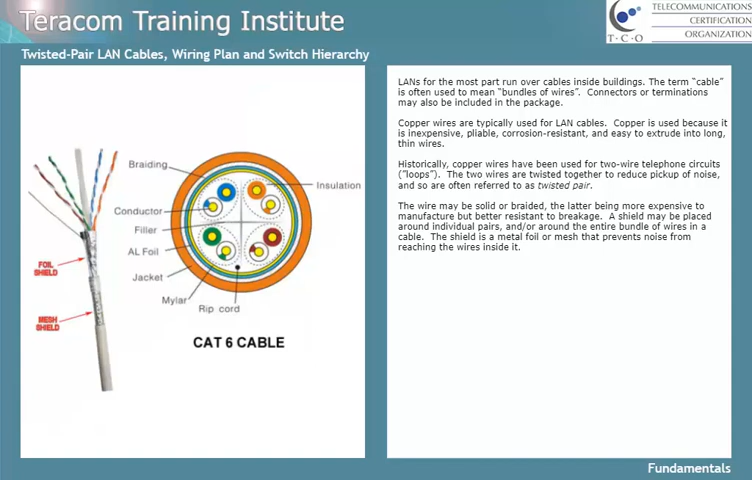 Teracom Training Institute
TELECOMMUNICATIONS
CERTIFICATION
ORGANIZATION
T·C·O
Twisted-Pair LAN Cables, Wiring Plan and Switch Hierarchy
Braiding
Insulation
Conductor
Filler
AL Foil
Jacket
Mylar
Rip cord
FOIL
SHIELD
MESH
SHIELD
CAT 6 CABLE
LANs for the most part run over cables inside buildings. The term “cable”
is often used to mean “bundles of wires”.  Connectors or terminations
may also be included in the package.
Copper wires are typically used for LAN cables.  Copper is used because it
is inexpensive, pliable, corrosion-resistant, and easy to extrude into long,
thin wires.
Historically, copper wires have been used for two-wire telephone circuits
(“loops”).  The two wires are twisted together to reduce pickup of noise,
and so are often referred to as twisted pair.
The wire may be solid or braided, the latter being more expensive to
manufacture but better resistant to breakage.  A shield may be placed
around individual pairs, and/or around the entire bundle of wires in a
cable.  The shield is a metal foil or mesh that prevents noise from
reaching the wires inside it.
Fundamentals